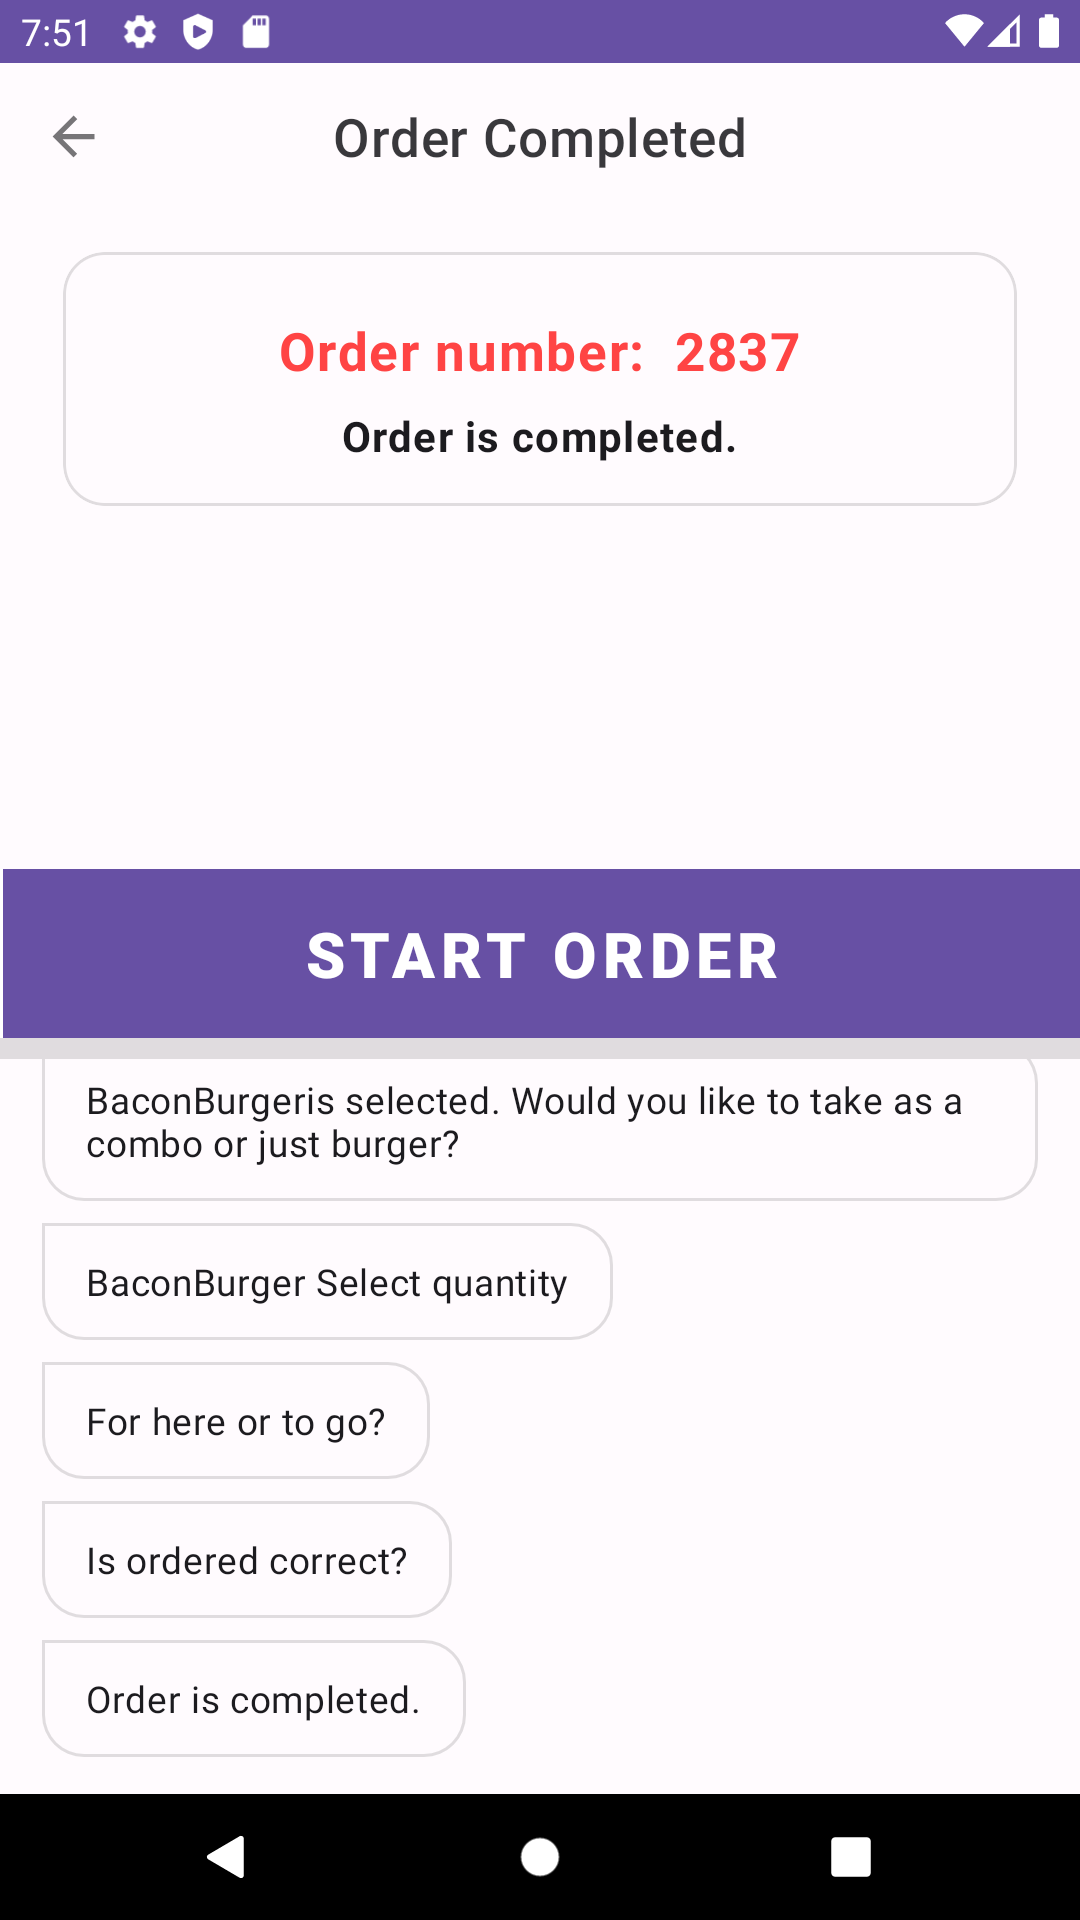 7:51
Order Completed
Order number: 2837
Order is completed.
START ORDER
BaconBurgeris selected. Would you like to take as a
combo or just burger?
BaconBurger Select quantity
For here or to go?
Is ordered correct?
Order is completed.